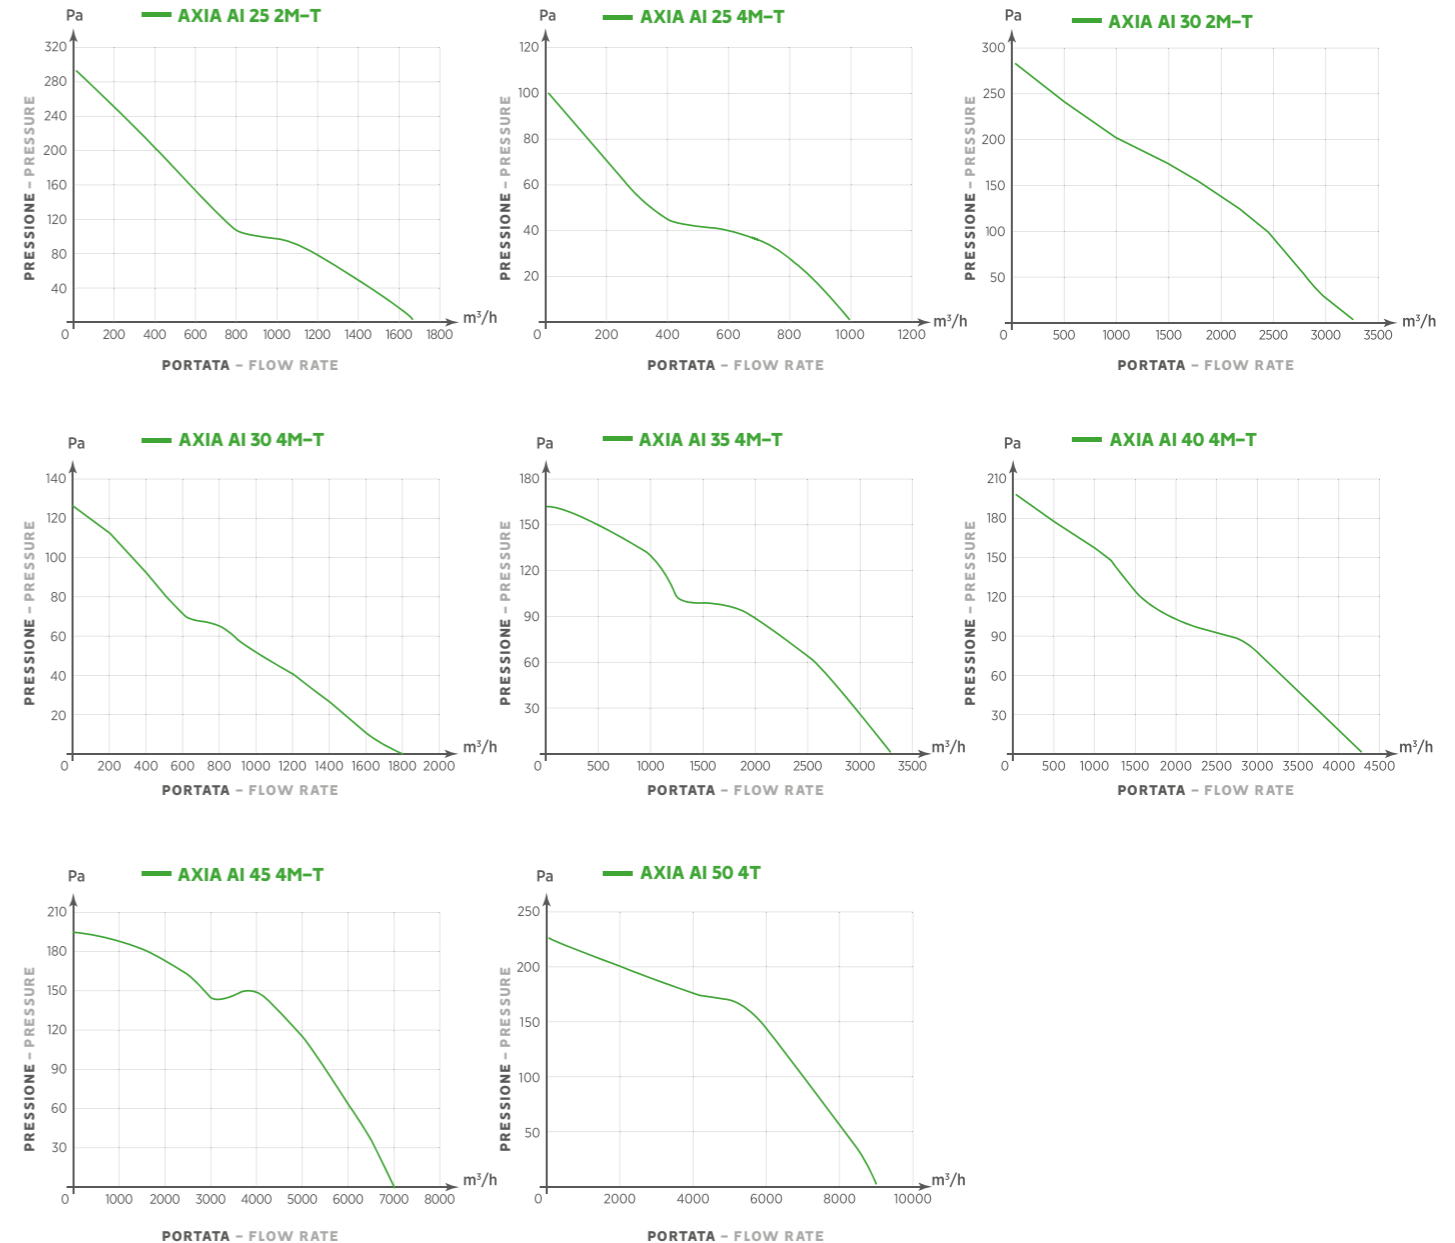 Pa
AXIA AI 25 2M–T
320
280
240
200
160
120
80
40
0 200 400 600 800 1000 1200 1400 1600 1800
m³/h
PRESSIONE – PRESSURE
PORTATA – FLOW RATE
Pa
AXIA AI 25 4M–T
120
100
80
60
40
20
0 200 400 600 800 1000 1200
m³/h
PRESSIONE – PRESSURE
PORTATA – FLOW RATE
Pa
AXIA AI 30 2M–T
300
250
200
150
100
50
0 500 1000 1500 2000 2500 3000 3500
m³/h
PRESSIONE – PRESSURE
PORTATA – FLOW RATE
Pa
AXIA AI 30 4M–T
140
120
100
80
60
40
20
0 200 400 600 800 1000 1200 1400 1600 1800 2000
m³/h
PRESSIONE – PRESSURE
PORTATA – FLOW RATE
Pa
AXIA AI 35 4M–T
180
150
120
90
60
30
0 500 1000 1500 2000 2500 3000 3500
m³/h
PRESSIONE – PRESSURE
PORTATA – FLOW RATE
Pa
AXIA AI 40 4M–T
210
180
150
120
90
60
30
0 500 1000 1500 2000 2500 3000 3500 4000 4500
m³/h
PRESSIONE – PRESSURE
PORTATA – FLOW RATE
Pa
AXIA AI 45 4M–T
210
180
150
120
90
60
30
0 1000 2000 3000 4000 5000 6000 7000 8000
m³/h
PRESSIONE – PRESSURE
PORTATA – FLOW RATE
Pa
AXIA AI 50 4T
250
200
150
100
50
0 2000 4000 6000 8000 10000
m³/h
PRESSIONE – PRESSURE
PORTATA – FLOW RATE